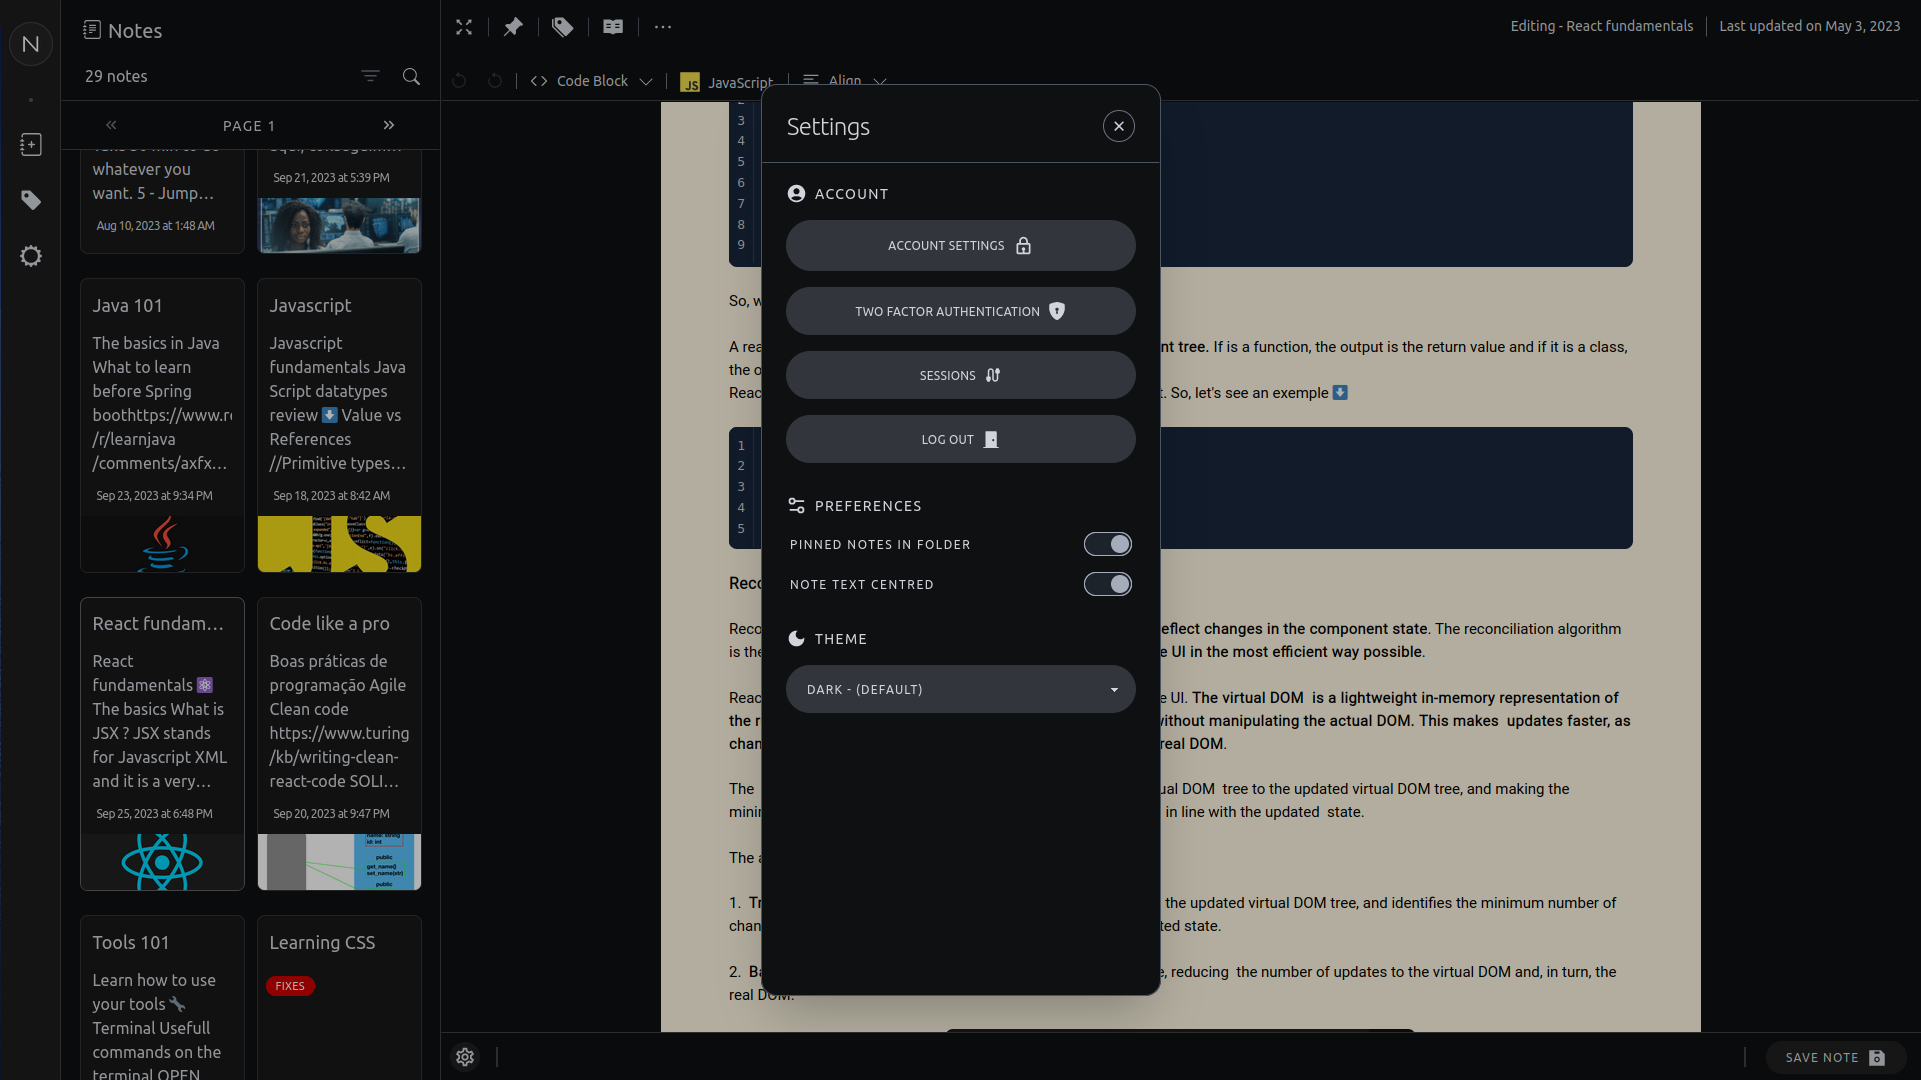 N
Notes
29 notes
PAGE 1
whatever you
want. 5 - Jump...
Aug 10, 2023 at 1:48 AM
Sep 21, 2023 at 5:39 PM
Java 101
The basics in Java
What to learn
before Spring
boothttps://www.re
/r/learnjava
/comments/axfx...
Sep 23, 2023 at 9:34 PM
Javascript
Javascript
fundamentals Java
Script datatypes
review ⬇️ Value vs
References
//Primitive types...
Sep 18, 2023 at 8:42 AM
React fundam...
React
fundamentals ⚛️
The basics What is
JSX ? JSX stands
for Javascript XML
and it is a very...
Sep 25, 2023 at 6:48 PM
Code like a pro
Boas práticas de
programação Agile
Clean code
https://www.turing
/kb/writing-clean-
react-code SOLI...
Sep 20, 2023 at 9:47 PM
id: int
public
get_name()
set_name(str)
public
Tools 101
Learn how to use
your tools 🔧
Terminal Usefull
commands on the
terminal OPEN
Learning CSS
FIXES
Editing - React fundamentals
Last updated on May 3, 2023
Code Block
JS JavaScript
Align
3
4
5
6
7
8
9
So, w
A rea
nt tree. If is a function, the output is the return value and if it is a class,
the o
Reac
t. So, let's see an exemple ⬇️
1
2
3
4
5
Reco
Reco
eflect changes in the component state. The reconciliation algorithm
is the
e UI in the most efficient way possible.
Reac
e UI. The virtual DOM is a lightweight in-memory representation of
the r
without manipulating the actual DOM. This makes updates faster, as
chan
real DOM.
The
ual DOM tree to the updated virtual DOM tree, and making the
minir
in line with the updated state.
The a
1. Tr
the updated virtual DOM tree, and identifies the minimum number of
chan
ted state.
2. Ba
e, reducing the number of updates to the virtual DOM and, in turn, the
real DOM.
Settings
ACCOUNT
ACCOUNT SETTINGS
TWO FACTOR AUTHENTICATION
SESSIONS
LOG OUT
PREFERENCES
PINNED NOTES IN FOLDER
NOTE TEXT CENTRED
THEME
DARK - (DEFAULT)
SAVE NOTE